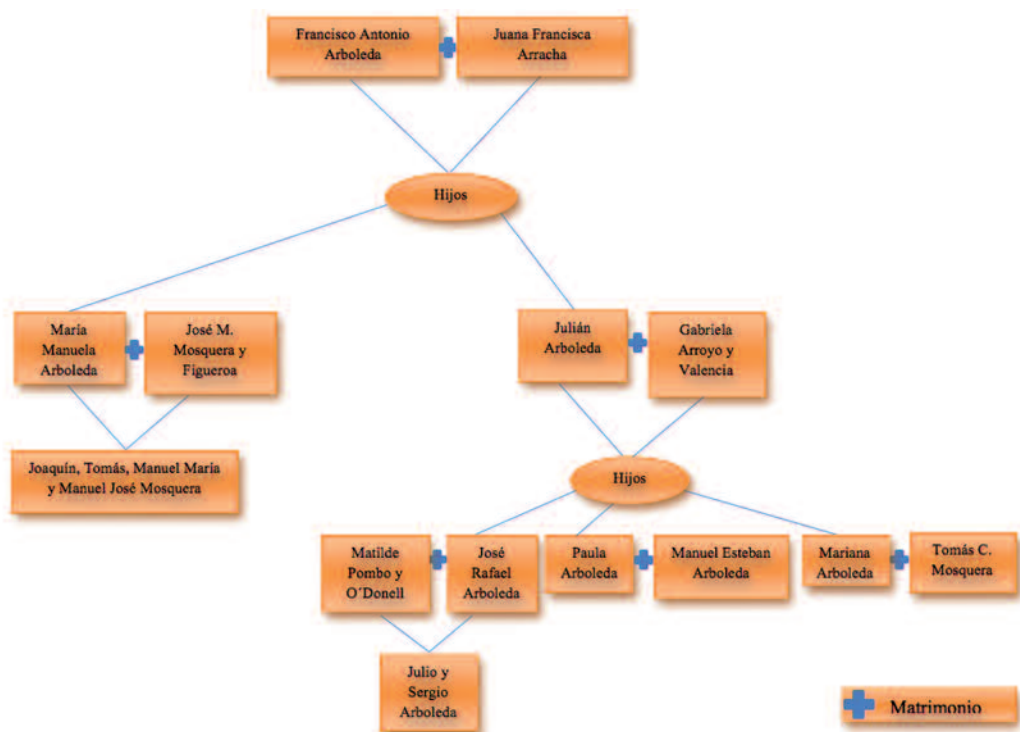 Francisco Antonio
Arboleda
Juana Francisca
Arracha
Hijos
María
Manuela
Arboleda
José M.
Mosquera y
Figueroa
Julián
Arboleda
Gabriela
Arroyo y
Valencia
Joaquín, Tomás, Manuel María
y Manuel José Mosquera
Hijos
Matilde
Pombo y
O´Donell
José
Rafael
Arboleda
Paula
Arboleda
Manuel Esteban
Arboleda
Mariana
Arboleda
Tomás C.
Mosquera
Julio y
Sergio
Arboleda
Matrimonio